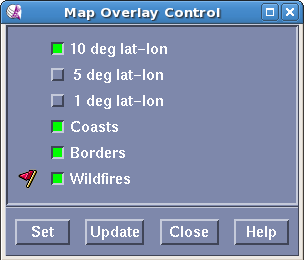 Map Overlay Control
10 deg lat-lon
5 deg lat-lon
1 deg lat-lon
Coasts
Borders
Wildfires
Set Update Close Help